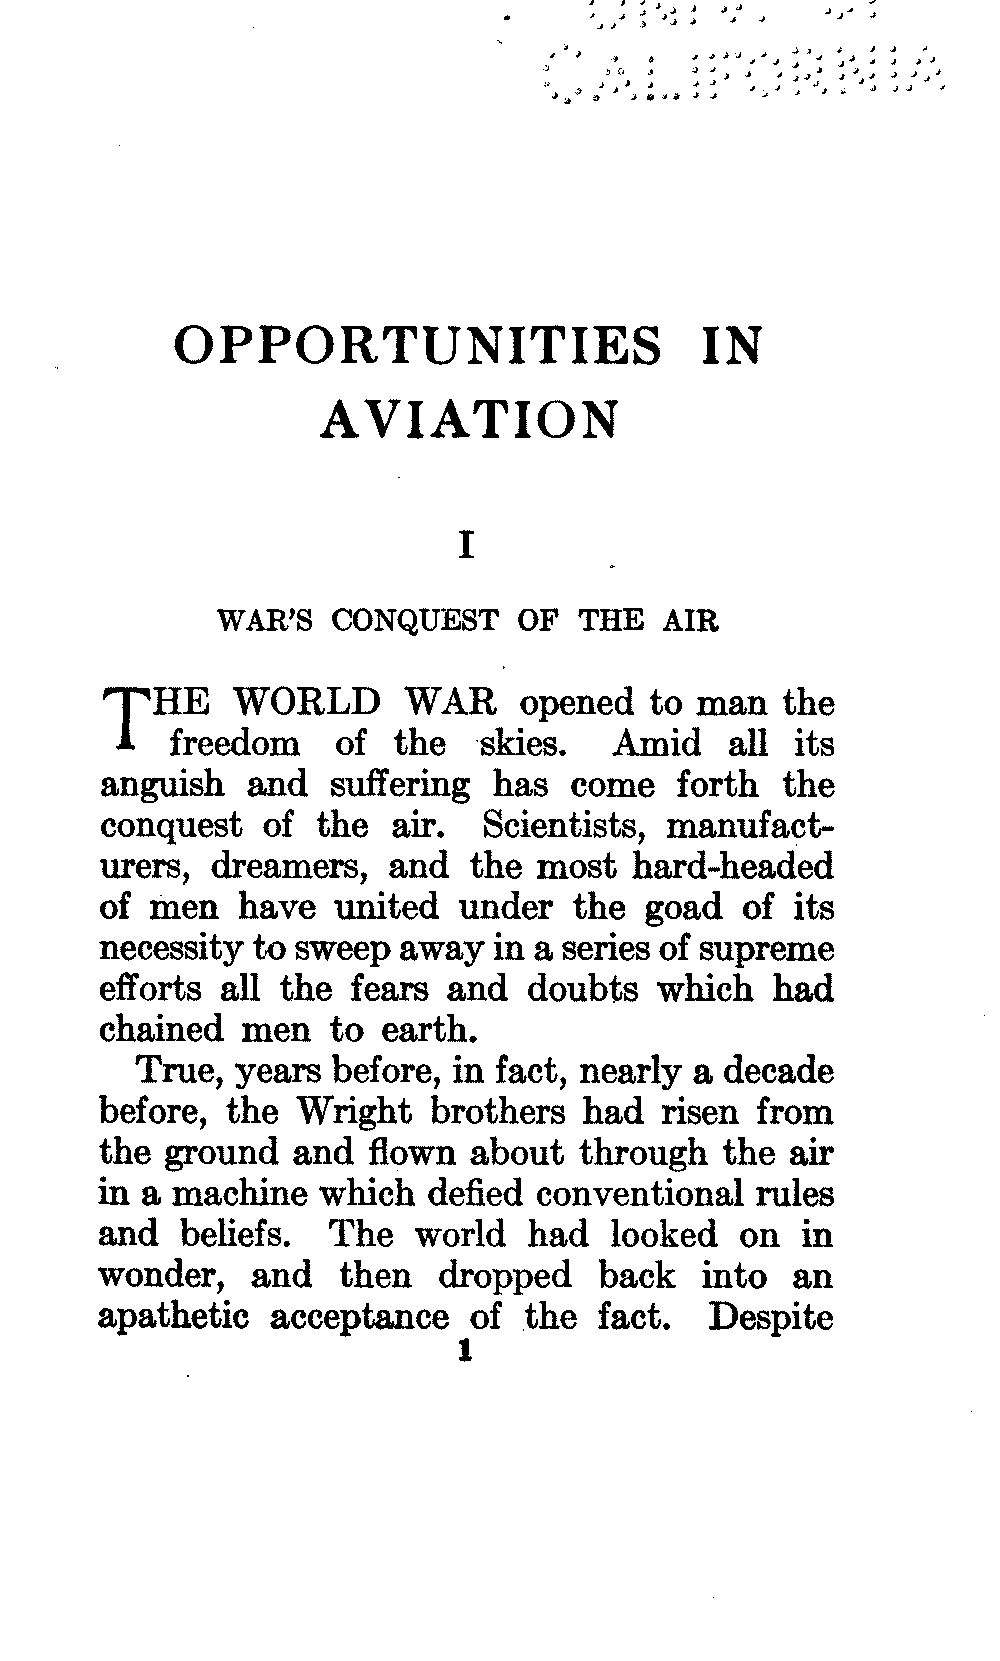 CALIFORNIA
OPPORTUNITIES IN
AVIATION
I
WAR'S CONQUEST OF THE AIR
THE WORLD WAR opened to man the
freedom of the skies. Amid all its
anguish and suffering has come forth the
conquest of the air. Scientists, manufact-
urers, dreamers, and the most hard-headed
of men have united under the goad of its
necessity to sweep away in a series of supreme
efforts all the fears and doubts which had
chained men to earth.
True, years before, in fact, nearly a decade
before, the Wright brothers had risen from
the ground and flown about through the air
in a machine which defied conventional rules
and beliefs. The world had looked on in
wonder, and then dropped back into an
apathetic acceptance of the fact. Despite
1